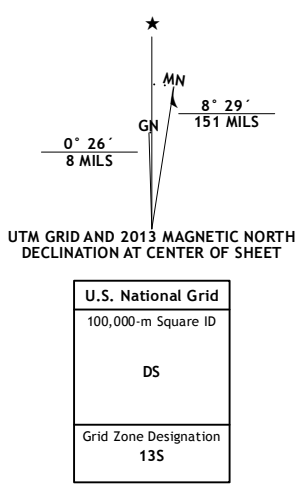 ★
MN
GN
8° 29´
151 MILS
0° 26´
8 MILS
UTM GRID AND 2013 MAGNETIC NORTH
DECLINATION AT CENTER OF SHEET
U.S. National Grid
100,000-m Square ID
DS
Grid Zone Designation
13S